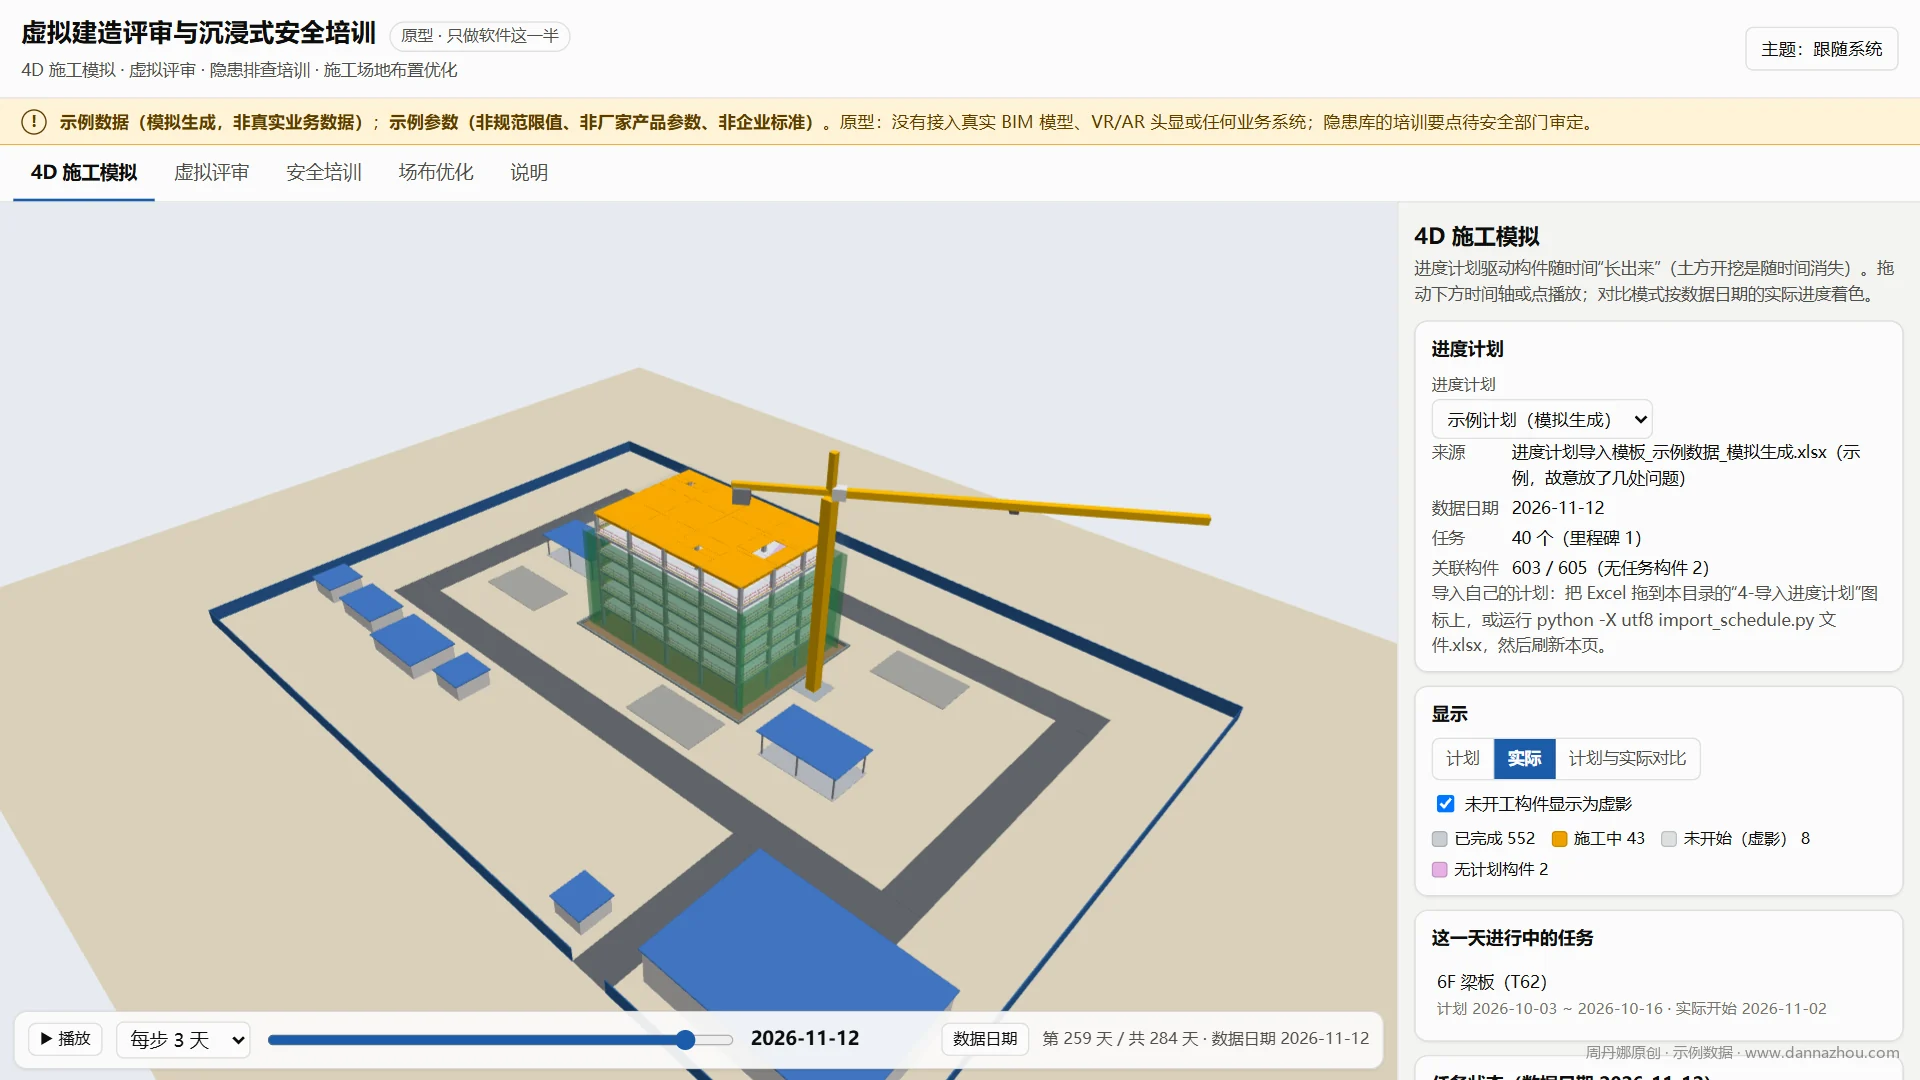 虚拟建造评审与沉浸式安全培训
原型 · 只做软件这一半
4D 施工模拟 · 虚拟评审 · 隐患排查培训 · 施工场地布置优化
主题：跟随系统
示例数据（模拟生成，非真实业务数据）；示例参数（非规范限值、非厂家产品参数、非企业标准）。原型：没有接入真实 BIM 模型、VR/AR 头显或任何业务系统；隐患库的培训要点待安全部门审定。
4D 施工模拟
虚拟评审
安全培训
场布优化
说明
4D 施工模拟
进度计划驱动构件随时间“长出来”（土方开挖是随时间消失）。拖
动下方时间轴或点播放；对比模式按数据日期的实际进度着色。
进度计划
进度计划
示例计划（模拟生成）
来源 进度计划导入模板_示例数据_模拟生成.xlsx（示
例，故意放了几处问题）
数据日期 2026-11-12
任务 40 个（里程碑 1）
关联构件 603 / 605（无任务构件 2）
导入自己的计划：把 Excel 拖到本目录的“4-导入进度计划”图
标上，或运行 python -X utf8 import_schedule.py 文
件.xlsx，然后刷新本页。
显示
计划 实际 计划与实际对比
未开工构件显示为虚影
已完成 552 施工中 43 未开始（虚影） 8
无计划构件 2
这一天进行中的任务
6F 梁板（T62）
计划 2026-10-03 ~ 2026-10-16 · 实际开始 2026-11-02
播放
每步 3 天
2026-11-12
数据日期
第 259 天 / 共 284 天 · 数据日期 2026-11-12
周丹娜原创 · 示例数据 · www.dannazhou.com
任务状态（数据日期 2026-11-12）